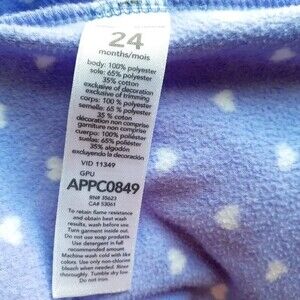 24
months/mois
body: 100% polyester
sole: 65% polyester
35% cotton
exclusive of decoration
exclusive of trimming
corps: 100% polyester
semelle: 65% polyester
35 % coton
décoration non comprise
garniture non comprise
cuerpo: 100% poliéster
suela: 65% poliéster
35% algodón
excluyendo la decoración
VID 11349
GPU
APPC0849
RN# 35623
CA# 53061
To retain flame resistance
and obtain best wash
results, wash before use.
Turn garment inside out.
Do not use soap products.
Use detergent in full
recommended amount.
Machine wash cold with like
colors. Use only non-chlorine
bleach when needed. Rinse
thoroughly. Tumble dry low.
Do not iron.